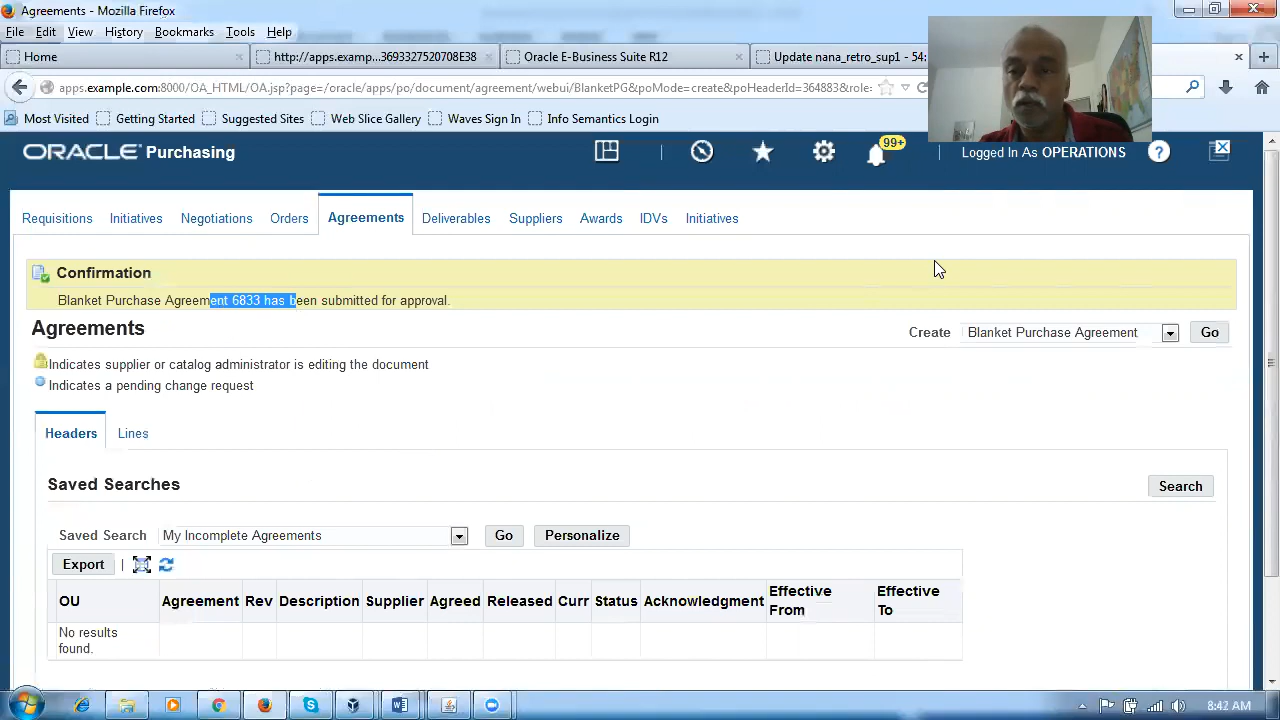 Agreements - Mozilla Firefox
File Edit View History Bookmarks Tools Help
Home
http://apps.examp...3693327520708E38
Oracle E-Business Suite R12
Update nana_retro_sup1 - 54:
apps.example.com:8000/OA_HTML/OA.jsp?page=/oracle/apps/po/document/agreement/webui/BlanketPG&poMode=create&poHeaderId=364883&role:
Most Visited Getting Started Suggested Sites Web Slice Gallery Waves Sign In Info Semantics Corporation
ORACLE Purchasing
99+
Logged In As OPERATIONS
Requisitions Initiatives Negotiations Orders Agreements Deliverables Suppliers Awards IDVs Initiatives
Confirmation
Blanket Purchase Agreement 6833 has been submitted for approval.
Agreements
Create Blanket Purchase Agreement Go
Indicates supplier or catalog administrator is editing the document
Indicates a pending change request
Headers Lines
Saved Searches
Search
Saved Search My Incomplete Agreements Go Personalize
Export
OU Agreement Rev Description Supplier Agreed Released Curr Status Acknowledgment Effective From Effective To
No results found.
8:42 AM